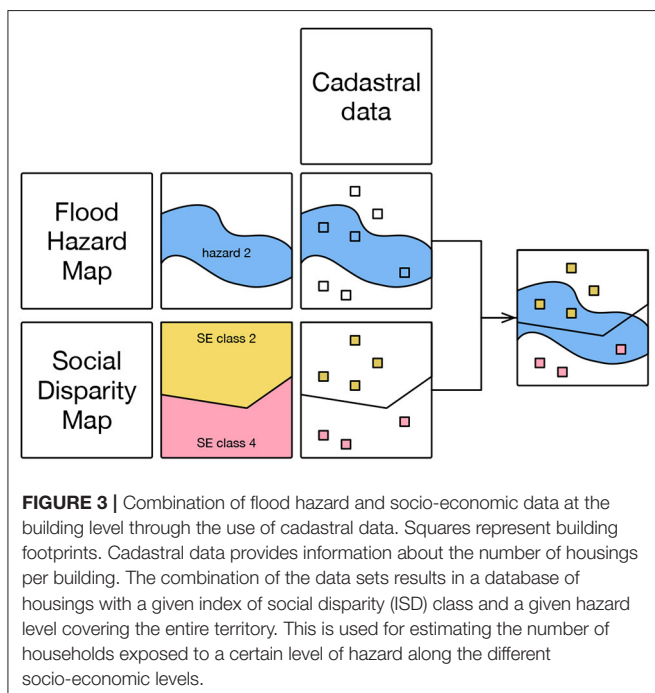 Cadastral
data
Flood
Hazard
Map
hazard 2
Social
Disparity
Map
SE class 2
SE class 4
FIGURE 3 | Combination of flood hazard and socio-economic data at the
building level through the use of cadastral data. Squares represent building
footprints. Cadastral data provides information about the number of housings
per building. The combination of the data sets results in a database of
housings with a given index of social disparity (ISD) class and a given hazard
level covering the entire territory. This is used for estimating the number of
households exposed to a certain level of hazard along the different
socio-economic levels.